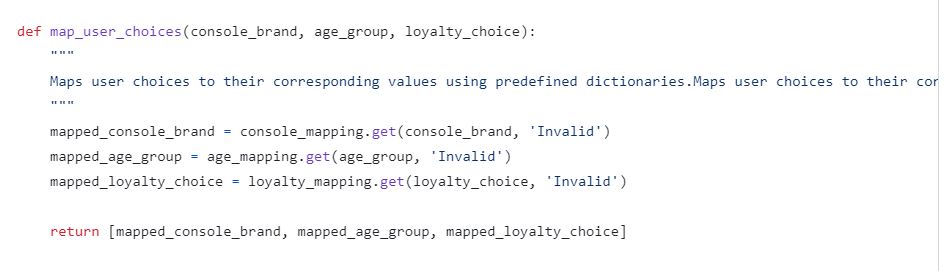 def map_user_choices(console_brand, age_group, loyalty_choice):
"""
Maps user choices to their corresponding values using predefined dictionaries.Maps user choices to their cor
"""
mapped_console_brand = console_mapping.get(console_brand, 'Invalid')
mapped_age_group = age_mapping.get(age_group, 'Invalid')
mapped_loyalty_choice = loyalty_mapping.get(loyalty_choice, 'Invalid')
return [mapped_console_brand, mapped_age_group, mapped_loyalty_choice]